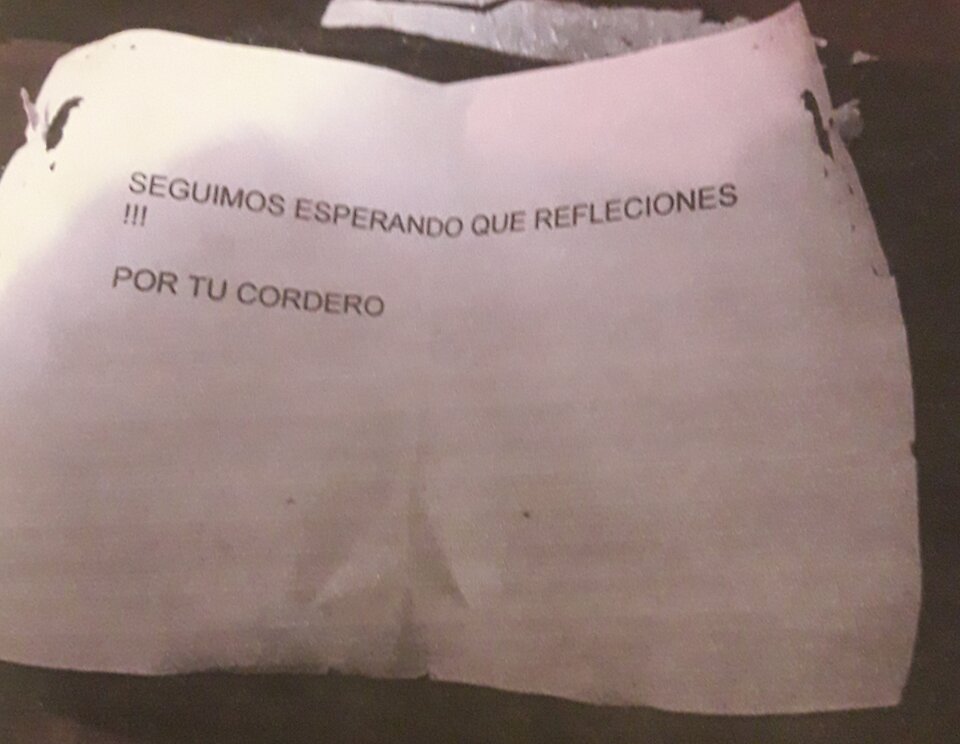 SEGUIMOS ESPERANDO QUE REFLECIONES
!!!
POR TU CORDERO